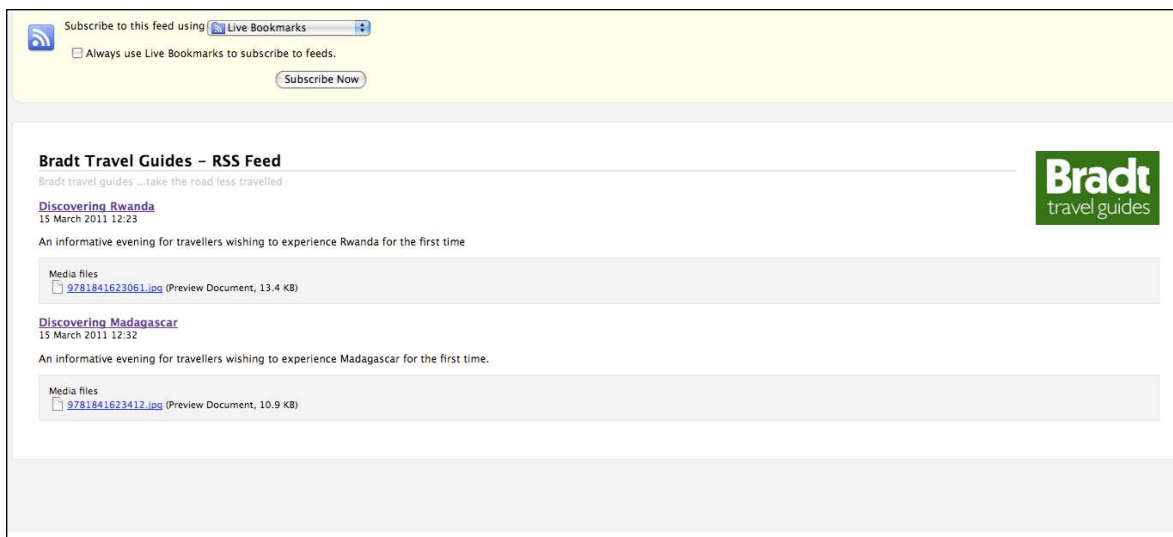 Subscribe to this feed using Live Bookmarks
Always use Live Bookmarks to subscribe to feeds.
Subscribe Now
Bradt Travel Guides – RSS Feed
Bradt travel guides ...take the road less travelled
Bradt
travel guides
Discovering Rwanda
15 March 2011 12:23
An informative evening for travellers wishing to experience Rwanda for the first time
Media files
9781841623061.jpg (Preview Document, 13.4 KB)
Discovering Madagascar
15 March 2011 12:32
An informative evening for travellers wishing to experience Madagascar for the first time.
Media files
9781841623412.jpg (Preview Document, 10.9 KB)